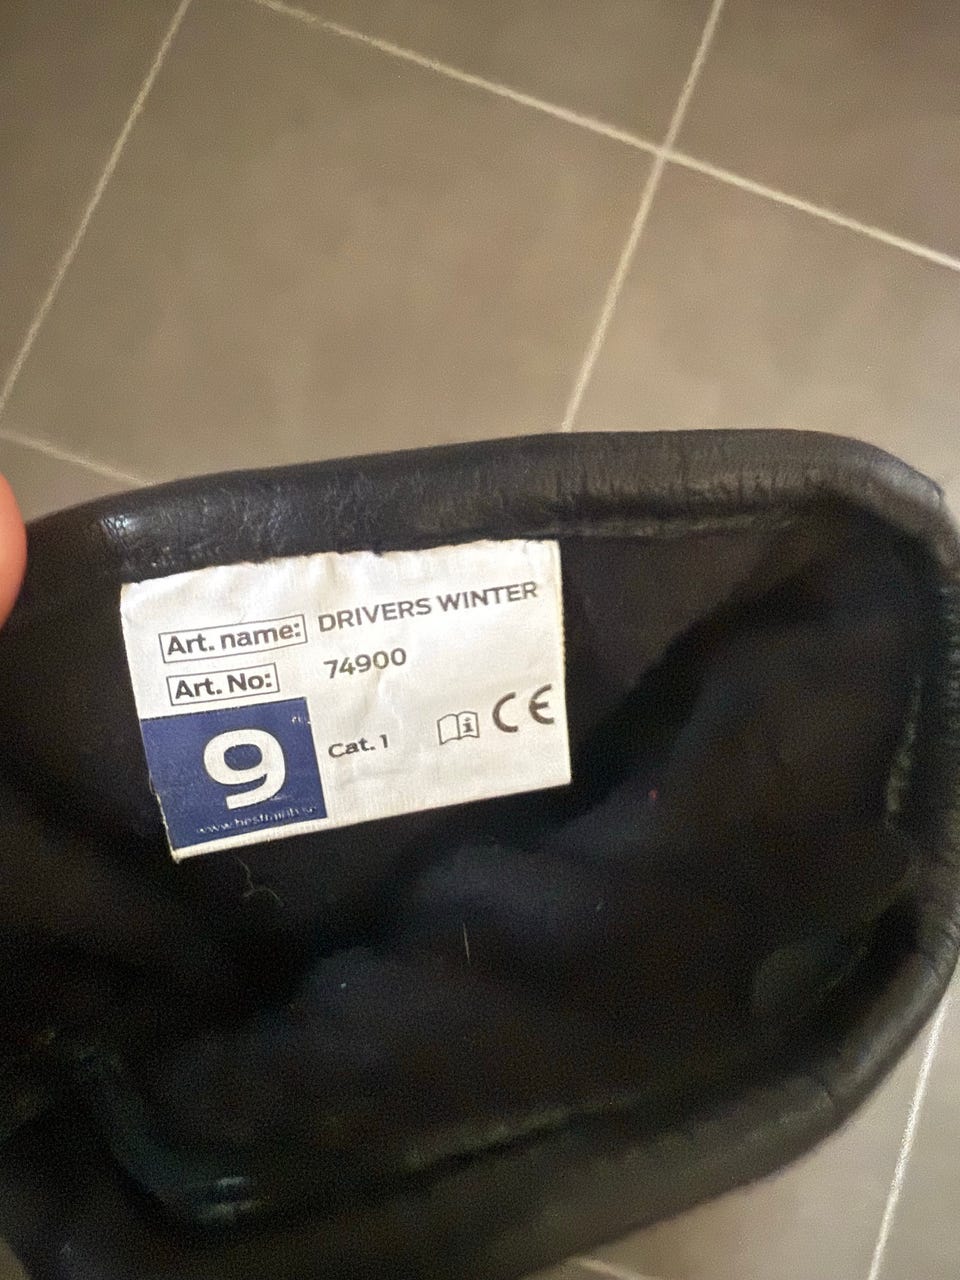 Art. name: DRIVERS WINTER
Art. No: 74900
9
Cat. 1
CE